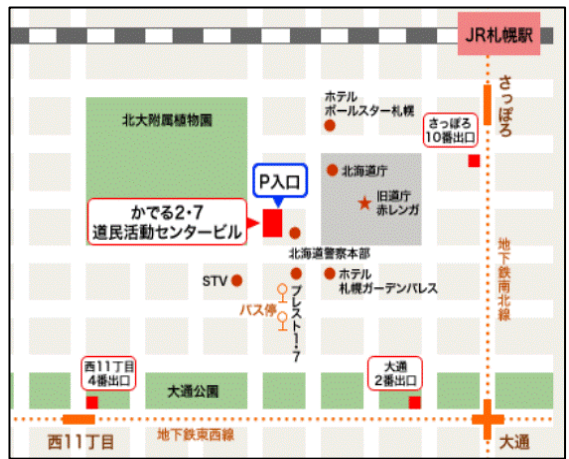 JR札幌駅
さっぽろ
ホテル
ポールスター札幌
北大附属植物園
さっぽろ
10番出口
P入口
北海道庁
旧道庁
赤レンガ
かでる2・7
道民活動センタービル
北海道警察本部
地下鉄南北線
STV
ホテル
札幌ガーデンパレス
バス停
プレスト1・7
西11丁目
4番出口
大通公園
大通
2番出口
西11丁目
地下鉄東西線
大通